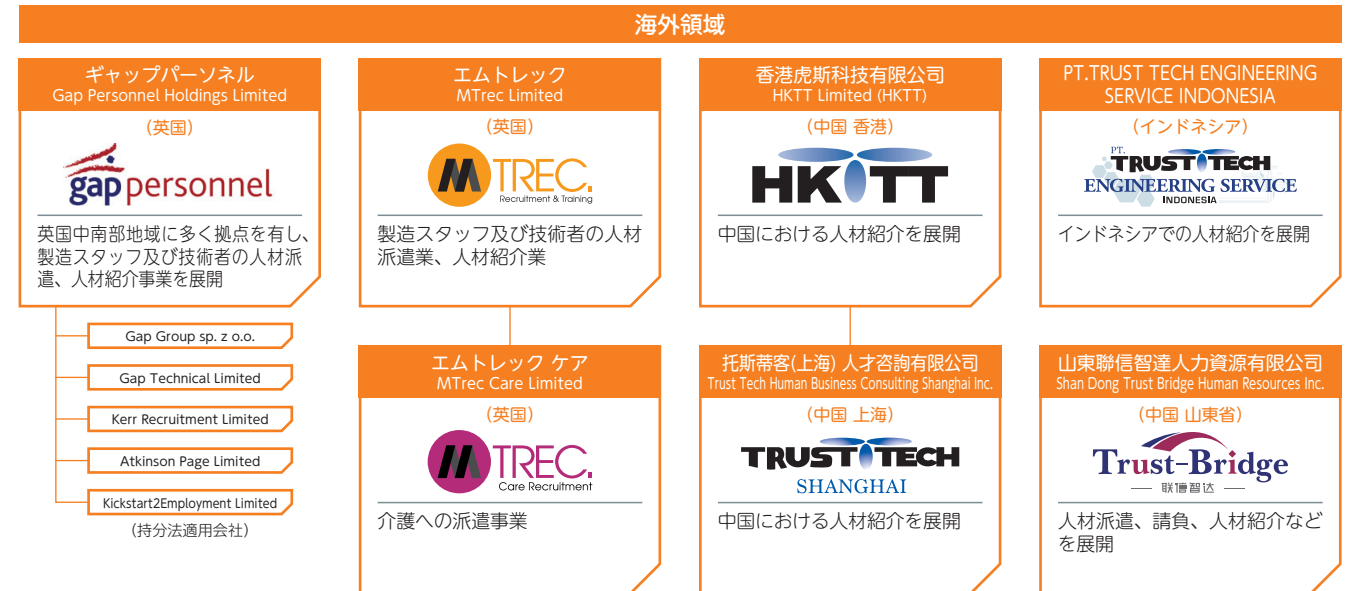 海外領域
ギャップパーソネル
Gap Personnel Holdings Limited
(英国)
gap personnel
英国中南部地域に多く拠点を有し、
製造スタッフ及び技術者の人材派
遣、人材紹介事業を展開
Gap Group sp. z o.o.
Gap Technical Limited
Kerr Recruitment Limited
Atkinson Page Limited
Kickstart2Employment Limited
(持分法適用会社)
エムトレック
MTrec Limited
(英国)
M TREC.
Recruitment & Training
製造スタッフ及び技術者の人材
派遣業、人材紹介業
エムトレック ケア
MTrec Care Limited
(英国)
M TREC.
Care Recruitment
介護への派遣事業
香港虎斯科技有限公司
HKTT Limited (HKTT)
(中国 香港)
HKTT
中国における人材紹介を展開
托斯蒂客(上海) 人才咨詢有限公司
Trust Tech Human Business Consulting Shanghai Inc.
(中国 上海)
TRUST TECH
SHANGHAI
中国における人材紹介を展開
PT.TRUST TECH ENGINEERING
SERVICE INDONESIA
(インドネシア)
PT.
TRUST TECH
ENGINEERING SERVICE
INDONESIA
インドネシアでの人材紹介を展開
山東聯信智達人力資源有限公司
Shan Dong Trust Bridge Human Resources Inc.
(中国 山東省)
Trust-Bridge
联信智达
人材派遣、請負、人材紹介など
を展開